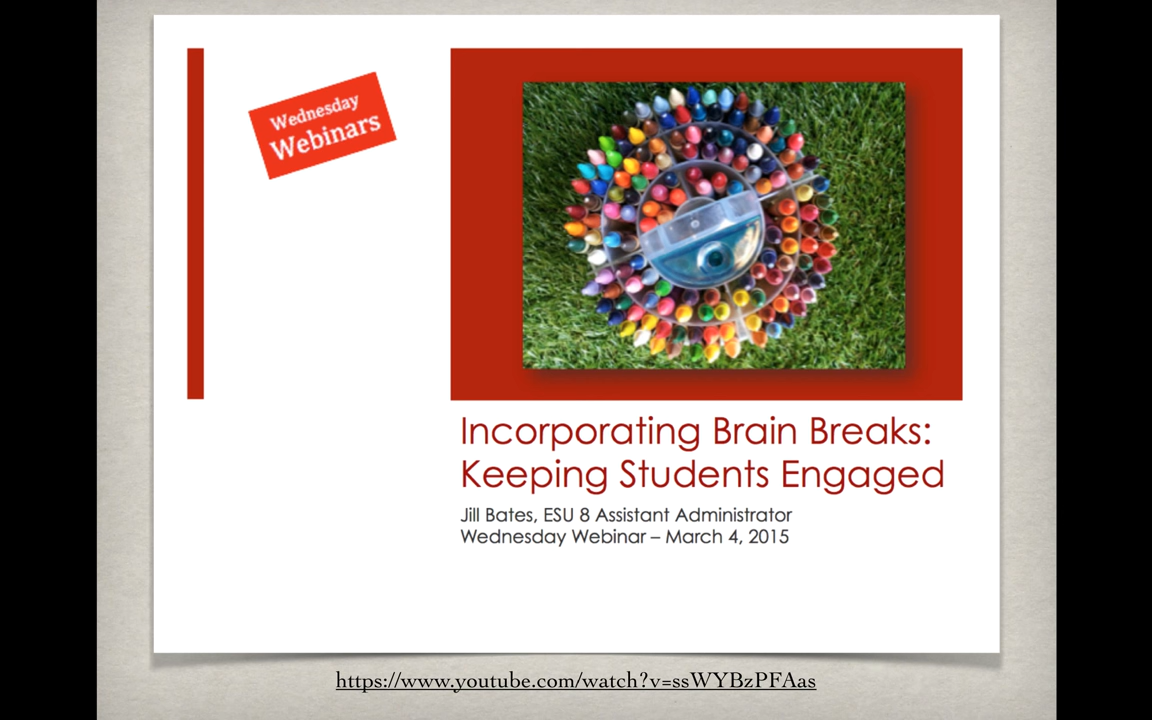 Wednesday
Webinars
Incorporating Brain Breaks:
Keeping Students Engaged
Jill Bates, ESU 8 Assistant Administrator
Wednesday Webinar – March 4, 2015
https://www.youtube.com/watch?v=ssWYBzPFAas